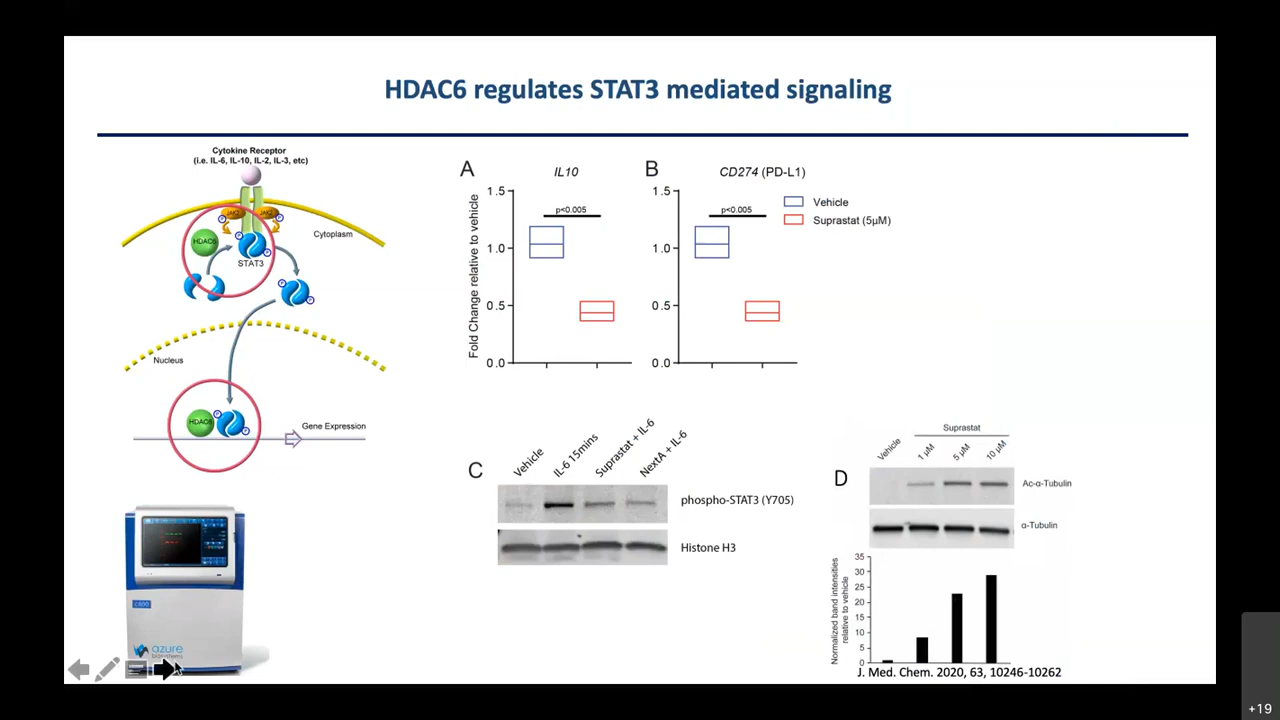 HDAC6 regulates STAT3 mediated signaling
Cytokine Receptor
(i.e. IL-6, IL-10, IL-2, IL-3, etc)
JAK2
JAK2
P
P
HDAC6
Cytoplasm
P
STAT3
P
P
Nucleus
HDAC6
P
P
Gene Expression
c600
azure
biosystems
A
IL10
Fold Change relative to vehicle
1.5
1.0
0.5
0.0
p<0.005
B
CD274 (PD-L1)
1.5
1.0
0.5
0.0
p<0.005
Vehicle
Suprastat (5µM)
C
Vehicle
IL-6 15mins
Suprastat + IL-6
NextA + IL-6
phospho-STAT3 (Y705)
Histone H3
D
Suprastat
Vehicle
1 µM
5 µM
10 µM
Ac-α-Tubulin
α-Tubulin
Normalized band intensities
relative to vehicle
35
30
25
20
15
10
5
0
J. Med. Chem. 2020, 63, 10246-10262
+19